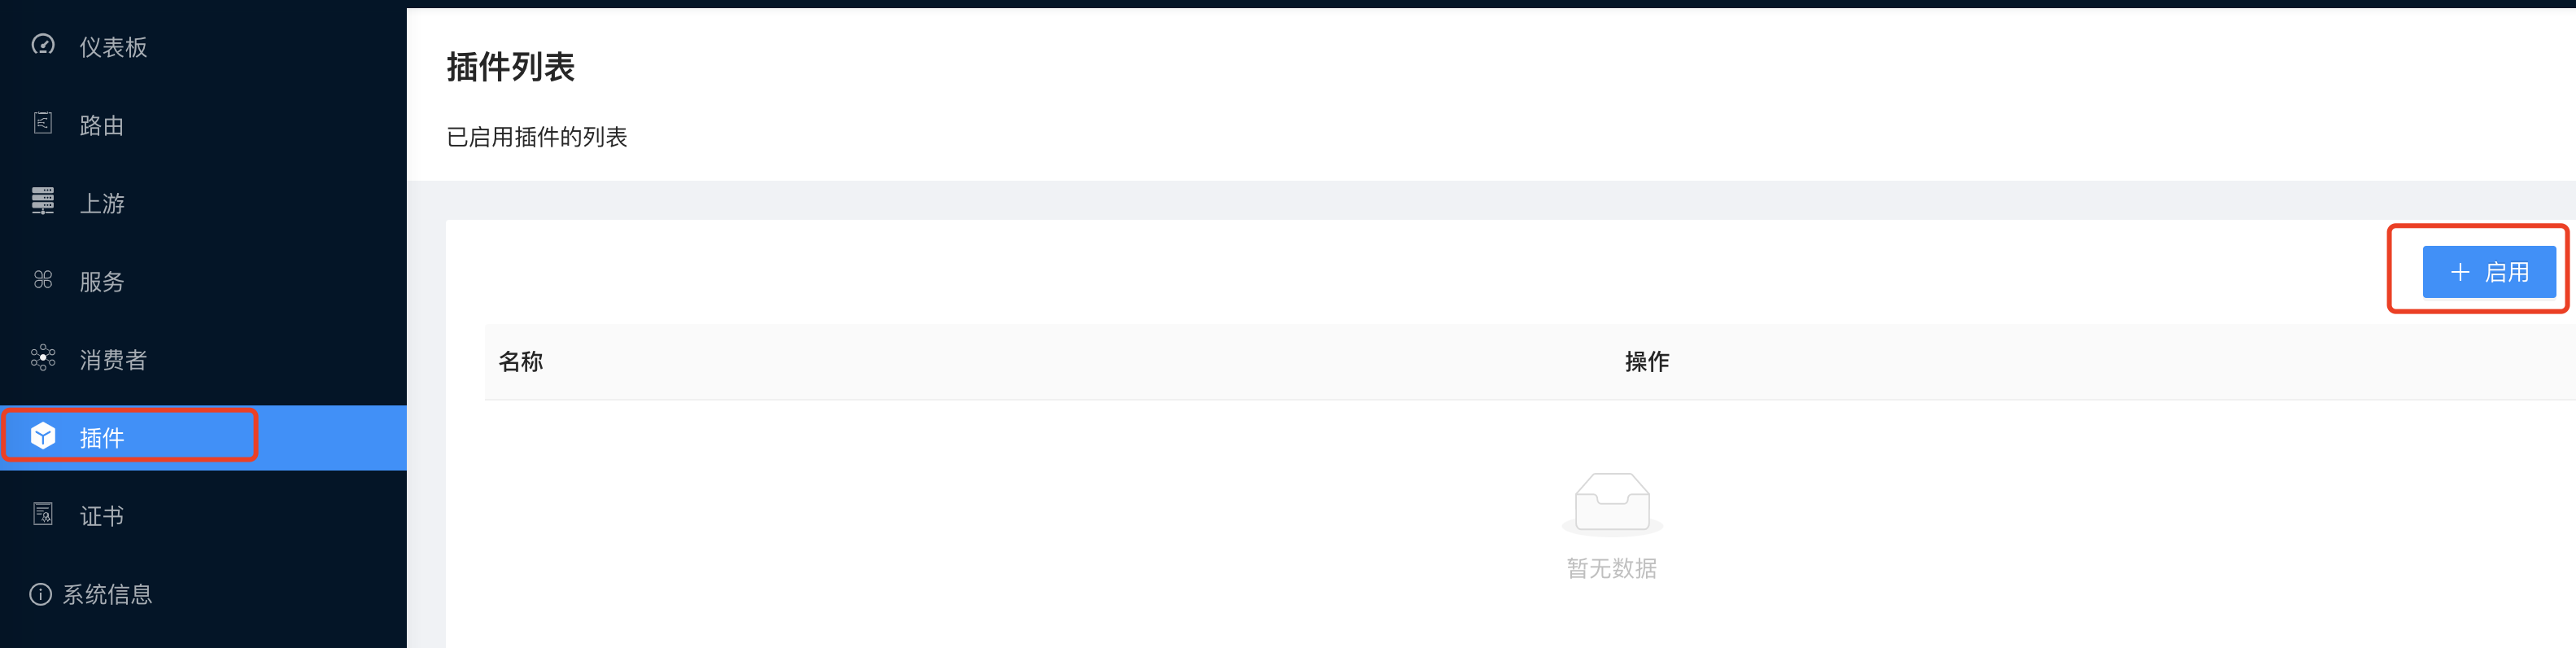 仪表板
路由
上游
服务
消费者
插件
证书
系统信息
插件列表
已启用插件的列表
启用
名称 操作
暂无数据